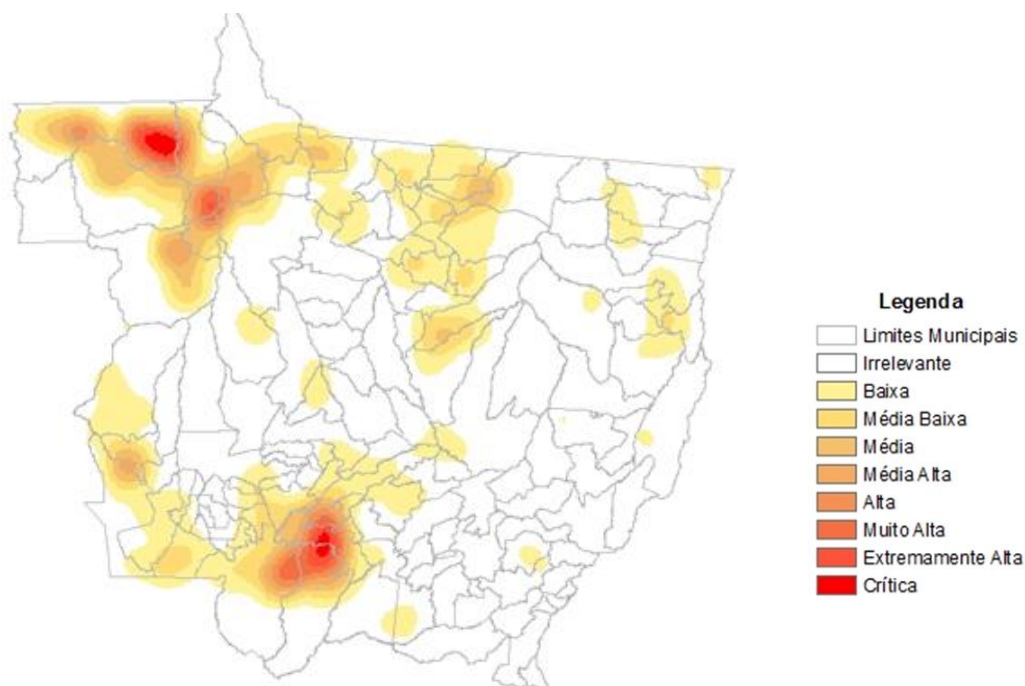 Legenda
Limites Municipais
Irrelevante
Baixa
Média Baixa
Média
Média Alta
Alta
Muito Alta
Extremamente Alta
Crítica